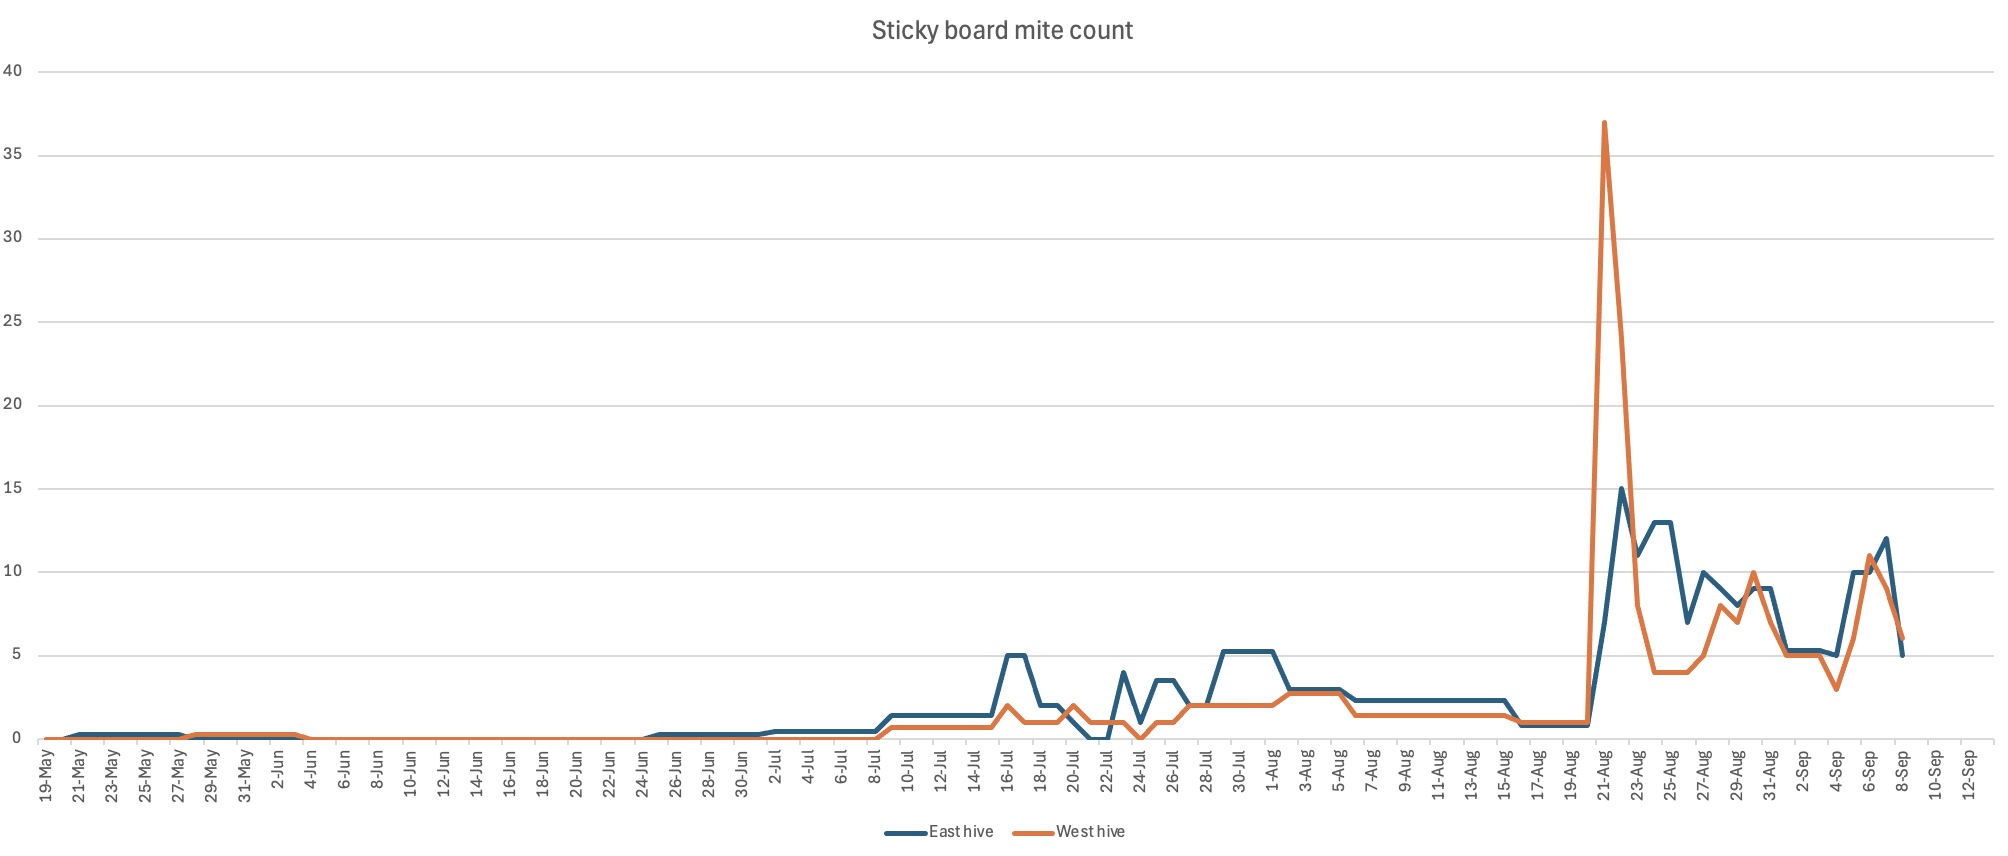 Sticky board mite count
40
35
30
25
20
15
10
5
0
19-May
21-May
23-May
25-May
27-May
29-May
31-May
2-Jun
4-Jun
6-Jun
8-Jun
10-Jun
12-Jun
14-Jun
16-Jun
18-Jun
20-Jun
22-Jun
24-Jun
26-Jun
28-Jun
30-Jun
2-Jul
4-Jul
6-Jul
8-Jul
10-Jul
12-Jul
14-Jul
16-Jul
18-Jul
20-Jul
22-Jul
24-Jul
26-Jul
28-Jul
30-Jul
1-Aug
3-Aug
5-Aug
7-Aug
9-Aug
11-Aug
13-Aug
15-Aug
17-Aug
19-Aug
21-Aug
23-Aug
25-Aug
27-Aug
29-Aug
31-Aug
2-Sep
4-Sep
6-Sep
8-Sep
10-Sep
12-Sep
East hive
West hive